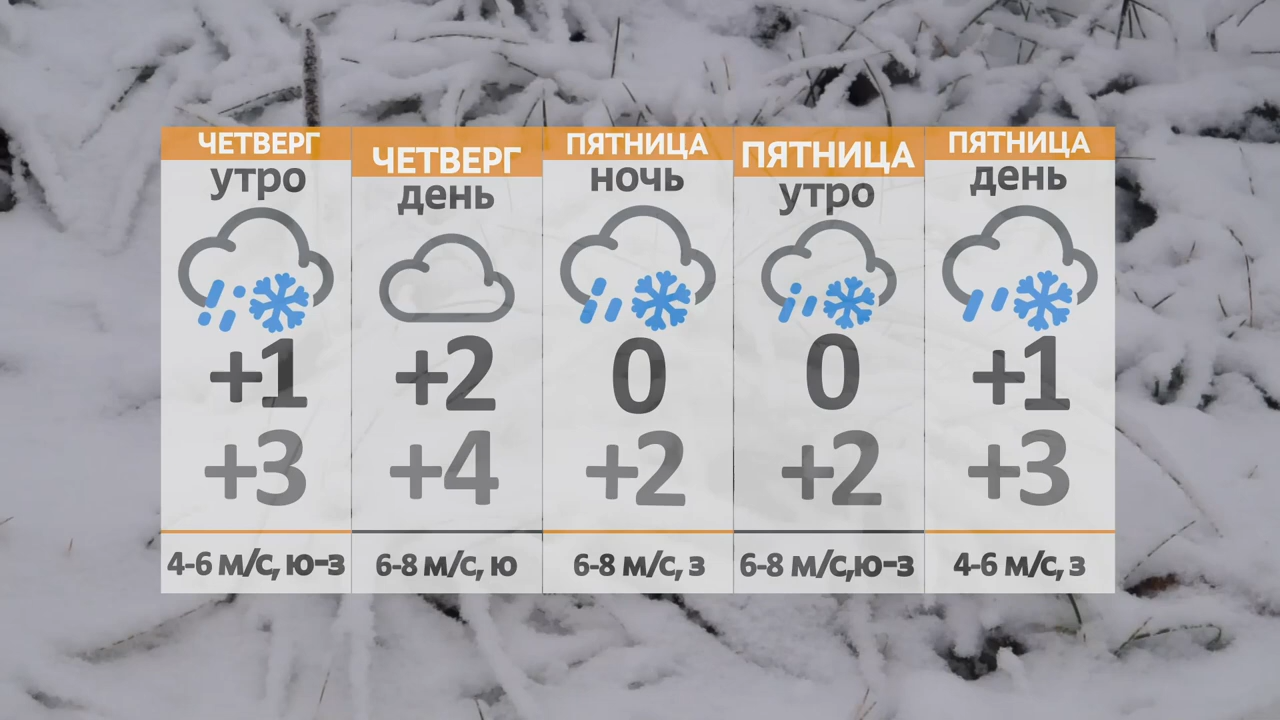 ЧЕТВЕРГ
утро
+1
+3
4-6 м/с, ю-з
ЧЕТВЕРГ
день
+2
+4
6-8 м/с, ю
ПЯТНИЦА
ночь
0
+2
6-8 м/с, з
ПЯТНИЦА
утро
0
+2
6-8 м/с,ю-з
ПЯТНИЦА
день
+1
+3
4-6 м/с, з